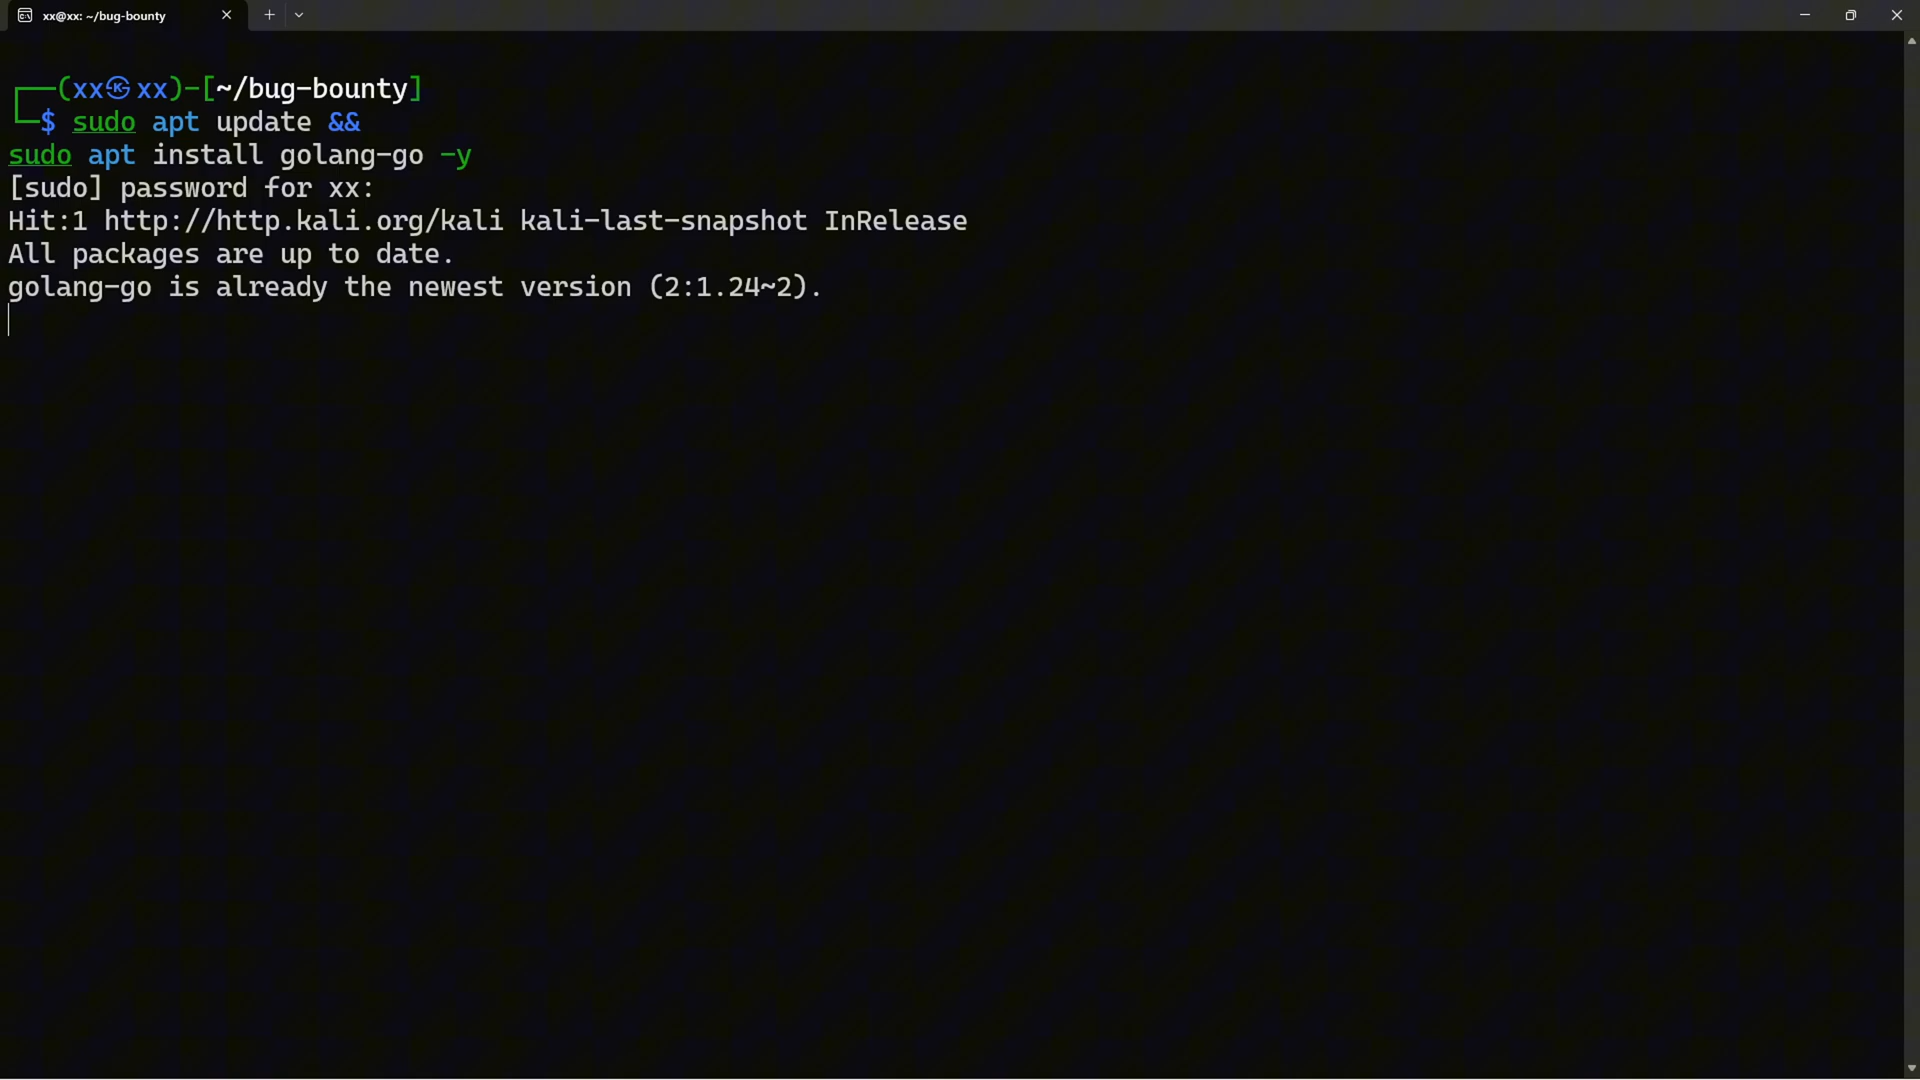 xx@xx: ~/bug-bounty
┌──(xx㉿xx)-[~/bug-bounty]
└─$ sudo apt update &&
sudo apt install golang-go -y
[sudo] password for xx:
Hit:1 http://http.kali.org/kali kali-last-snapshot InRelease
All packages are up to date.
golang-go is already the newest version (2:1.24~2).